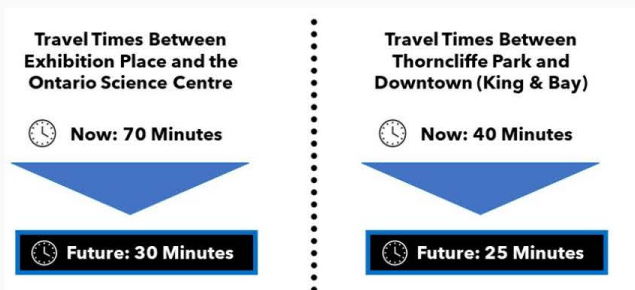 Travel Times Between
Exhibition Place and the
Ontario Science Centre
Now: 70 Minutes
Future: 30 Minutes
Travel Times Between
Thorncliffe Park and
Downtown (King & Bay)
Now: 40 Minutes
Future: 25 Minutes